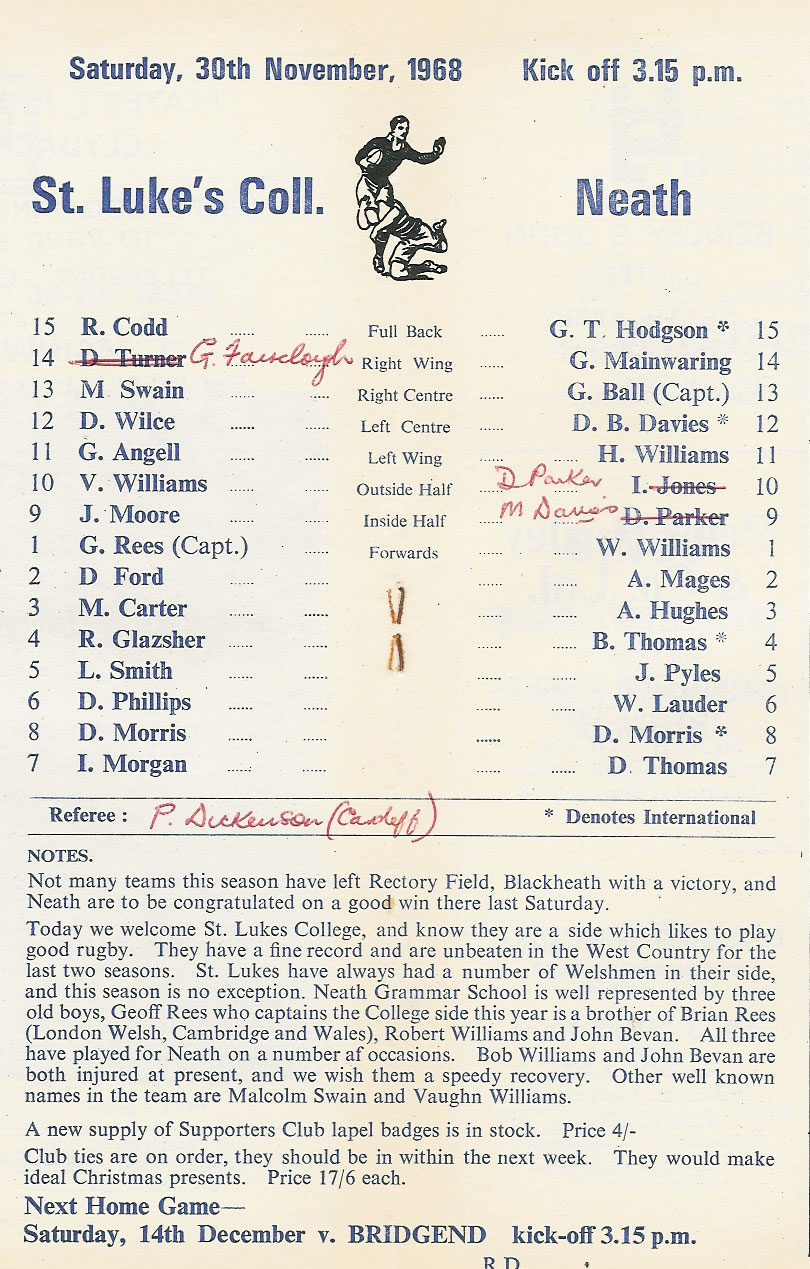 Saturday, 30th November, 1968 Kick off 3.15 p.m.
St. Luke's Coll. Neath
15 R. Codd ...... ...... Full Back ...... G. T. Hodgson * 15
14 D. Turner G. Fairclough Right Wing ...... G. Mainwaring 14
13 M Swain ...... ...... Right Centre ...... G. Ball (Capt.) 13
12 D. Wilce ...... ...... Left Centre ...... D. B. Davies * 12
11 G. Angell ...... ...... Left Wing ...... ...... H. Williams 11
10 V. Williams ...... ...... Outside Half ...... D Parker I. Jones 10
9 J. Moore ...... ...... Inside Half ...... M Davies D. Parker 9
1 G. Rees (Capt.) ...... Forwards ...... ...... W. Williams 1
2 D Ford ...... ...... ...... ...... A. Mages 2
3 M. Carter ...... ...... ...... ...... A. Hughes 3
4 R. Glazsher ...... ...... ...... ...... B. Thomas * 4
5 L. Smith ...... ...... ...... ...... J. Pyles 5
6 D. Phillips ...... ...... ...... ...... W. Lauder 6
8 D. Morris ...... ...... ...... ...... D. Morris * 8
7 I. Morgan ...... ...... ...... ...... D. Thomas 7
Referee : P. Dickenson (Cardiff) * Denotes International
NOTES.
Not many teams this season have left Rectory Field, Blackheath with a victory, and
Neath are to be congratulated on a good win there last Saturday.
Today we welcome St. Lukes College, and know they are a side which likes to play
good rugby. They have a fine record and are unbeaten in the West Country for the
last two seasons. St. Lukes have always had a number of Welshmen in their side,
and this season is no exception. Neath Grammar School is well represented by three
old boys, Geoff Rees who captains the College side this year is a brother of Brian Rees
(London Welsh, Cambridge and Wales), Robert Williams and John Bevan. All three
have played for Neath on a number af occasions. Bob Williams and John Bevan are
both injured at present, and we wish them a speedy recovery. Other well known
names in the team are Malcolm Swain and Vaughn Williams.
A new supply of Supporters Club lapel badges is in stock. Price 4/-
Club ties are on order, they should be in within the next week. They would make
ideal Christmas presents. Price 17/6 each.
Next Home Game—
Saturday, 14th December v. BRIDGEND kick-off 3.15 p.m.